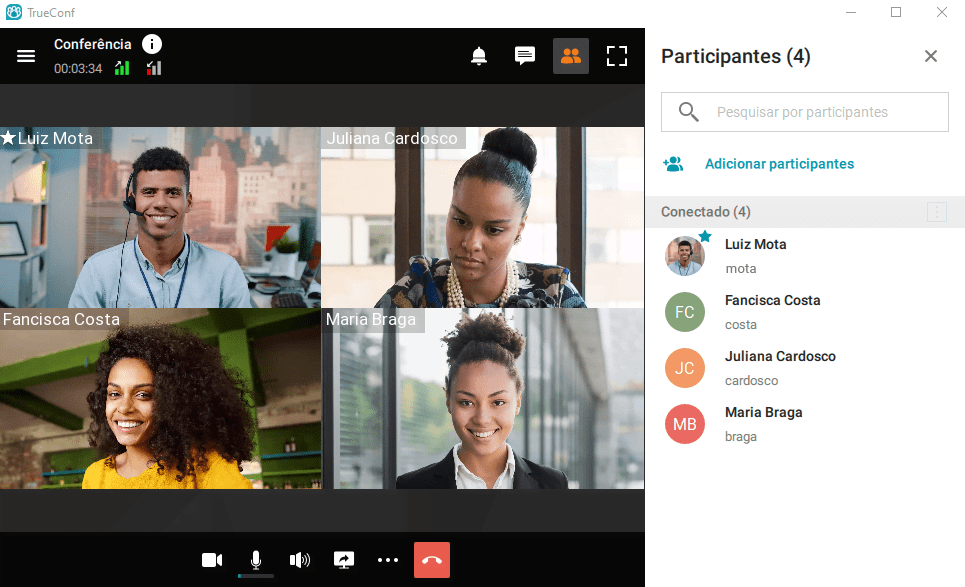 TrueConf
Conferência
00:03:34
Luiz Mota
Juliana Cardosco
Fancisca Costa
Maria Braga
Participantes (4)
Pesquisar por participantes
Adicionar participantes
Conectado (4)
Luiz Mota
mota
FC
Fancisca Costa
costa
JC
Juliana Cardosco
cardosco
MB
Maria Braga
braga